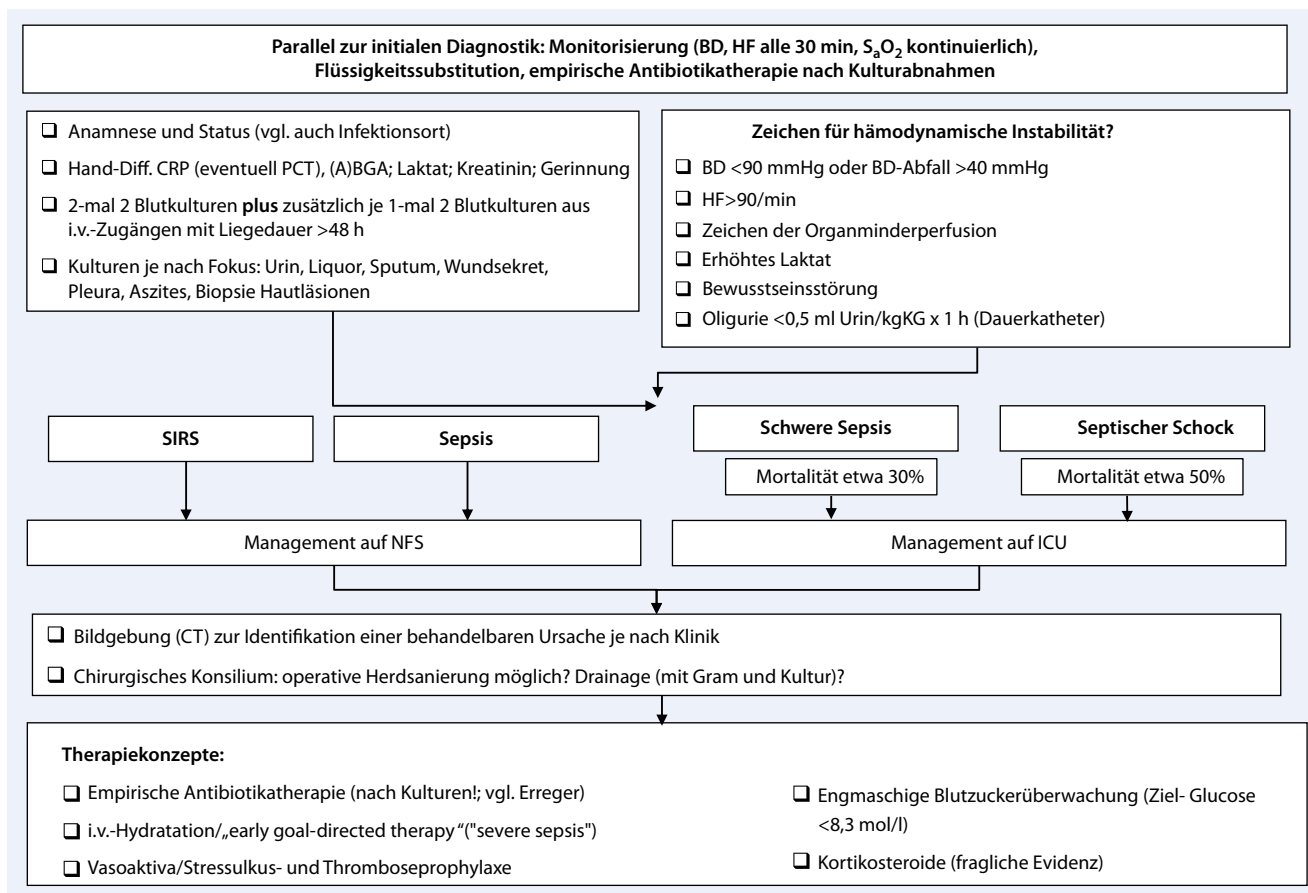 Parallel zur initialen Diagnostik: Monitorisierung (BD, HF alle 30 min, SaO2 kontinuierlich),
Flüssigkeitssubstitution, empirische Antibiotikatherapie nach Kulturabnahmen
❑ Anamnese und Status (vgl. auch Infektionsort)
❑ Hand-Diff. CRP (eventuell PCT), (A)BGA; Laktat; Kreatinin; Gerinnung
❑ 2-mal 2 Blutkulturen plus zusätzlich je 1-mal 2 Blutkulturen aus
i.v.-Zugängen mit Liegedauer >48 h
❑ Kulturen je nach Fokus: Urin, Liquor, Sputum, Wundsekret,
Pleura, Aszites, Biopsie Hautläsionen
Zeichen für hämodynamische Instabilität?
❑ BD <90 mmHg oder BD-Abfall >40 mmHg
❑ HF>90/min
❑ Zeichen der Organminderperfusion
❑ Erhöhtes Laktat
❑ Bewusstseinsstörung
❑ Oligurie <0,5 ml Urin/kgKG x 1 h (Dauerkatheter)
SIRS
Sepsis
Schwere Sepsis
Septischer Schock
Mortalität etwa 30%
Mortalität etwa 50%
Management auf NFS
Management auf ICU
❑ Bildgebung (CT) zur Identifikation einer behandelbaren Ursache je nach Klinik
❑ Chirurgisches Konsilium: operative Herdsanierung möglich? Drainage (mit Gram und Kultur)?
Therapiekonzepte:
❑ Empirische Antibiotikatherapie (nach Kulturen!; vgl. Erreger)
❑ i.v.-Hydratation/„early goal-directed therapy“("severe sepsis")
❑ Vasoaktiva/Stressulkus- und Thromboseprophylaxe
❑ Engmaschige Blutzuckerüberwachung (Ziel- Glucose
<8,3 mol/l)
❑ Kortikosteroide (fragliche Evidenz)